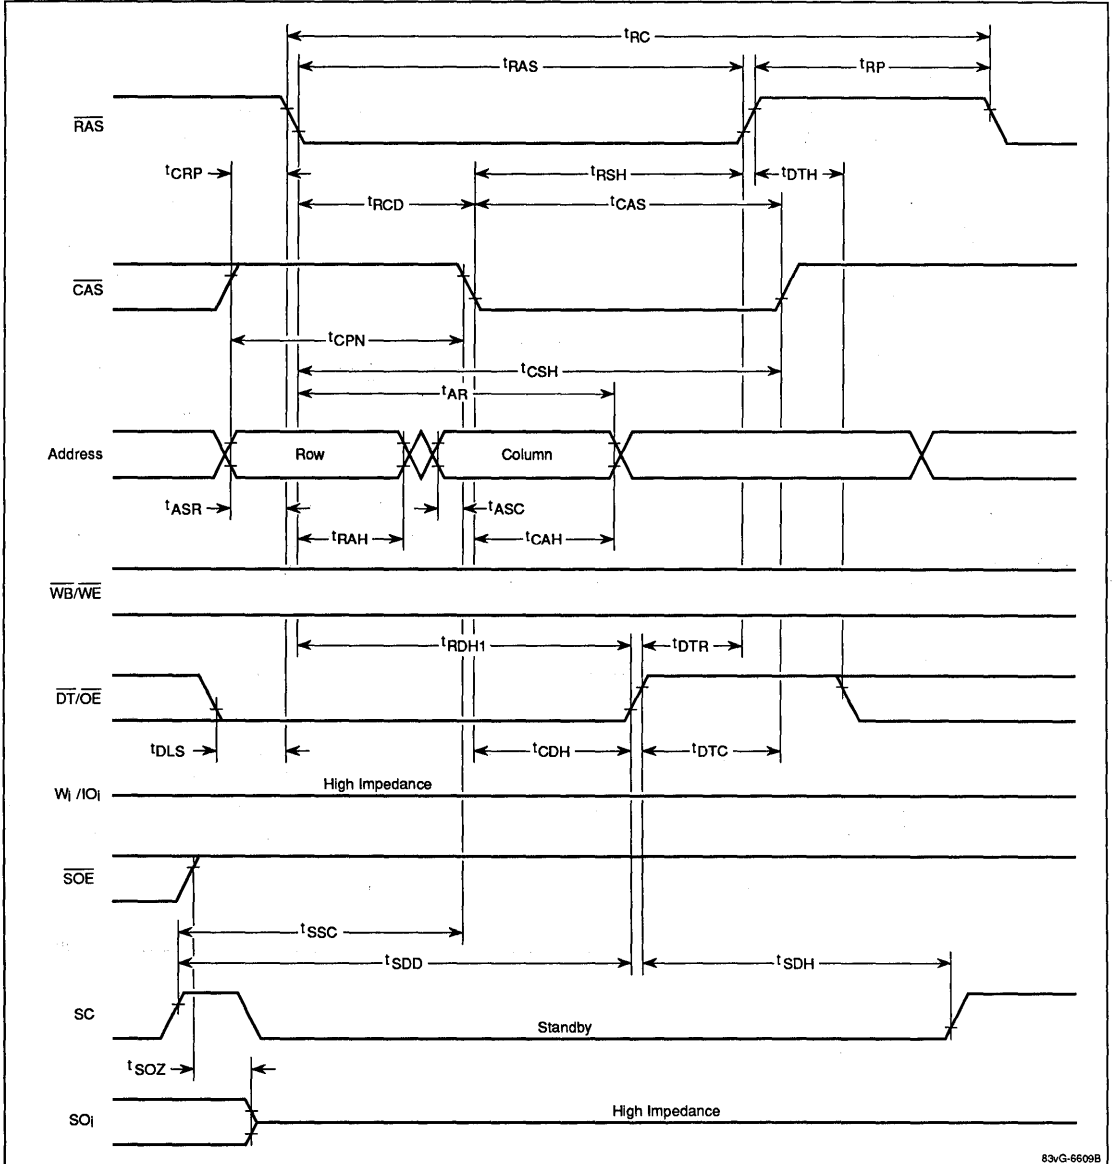 tRC
tRAS
tRP
RAS
tCRP
tRSH
tDTH
tRCD
tCAS
CAS
tCPN
tCSH
tAR
Address
Row
Column
tASR
tASC
tRAH
tCAH
WB/WE
tRDH1
tDTR
DT/OE
tDLS
tCDH
tDTC
High Impedance
Wi /IOi
SOE
tSSC
tSDD
tSDH
SC
Standby
tSOZ
High Impedance
SOi
83vG-6609B